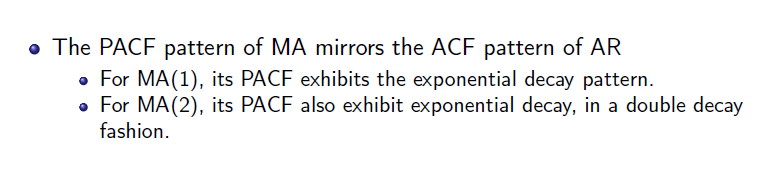 The PACF pattern of MA mirrors the ACF pattern of AR
For MA(1), its PACF exhibits the exponential decay pattern.
For MA(2), its PACF also exhibit exponential decay, in a double decay
fashion.